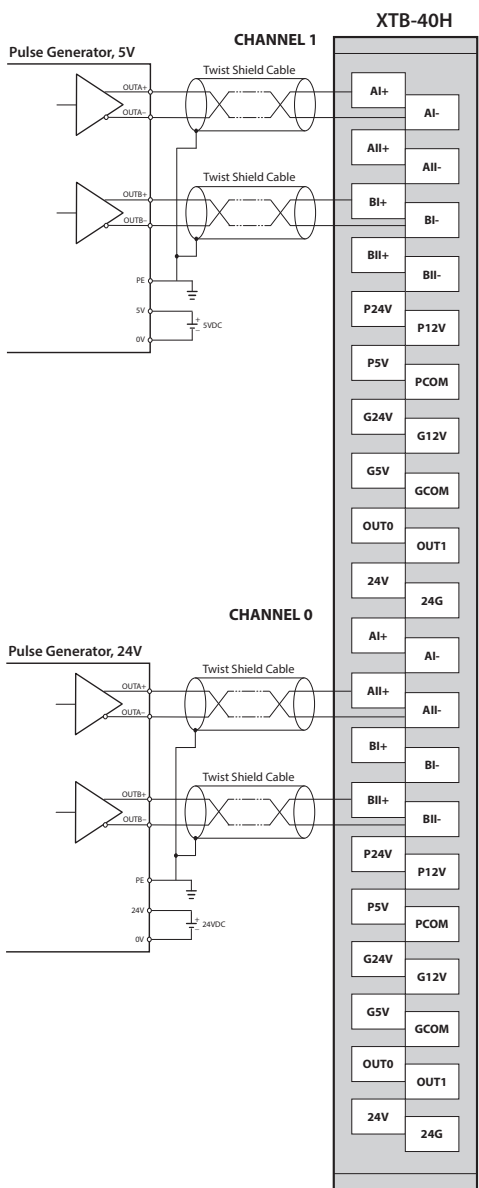 XTB-40H
CHANNEL 1
Pulse Generator, 5V
Twist Shield Cable
OUTA+
OUTA–
Twist Shield Cable
OUTB+
OUTB–
PE
5V
+
5VDC
–
0V
AI+
AI-
AII+
AII-
BI+
BI-
BII+
BII-
P24V
P12V
P5V
PCOM
G24V
G12V
G5V
GCOM
OUT0
OUT1
24V
24G
CHANNEL 0
Pulse Generator, 24V
Twist Shield Cable
OUTA+
OUTA–
Twist Shield Cable
OUTB+
OUTB–
PE
24V
+
24VDC
–
0V
AI+
AI-
AII+
AII-
BI+
BI-
BII+
BII-
P24V
P12V
P5V
PCOM
G24V
G12V
G5V
GCOM
OUT0
OUT1
24V
24G